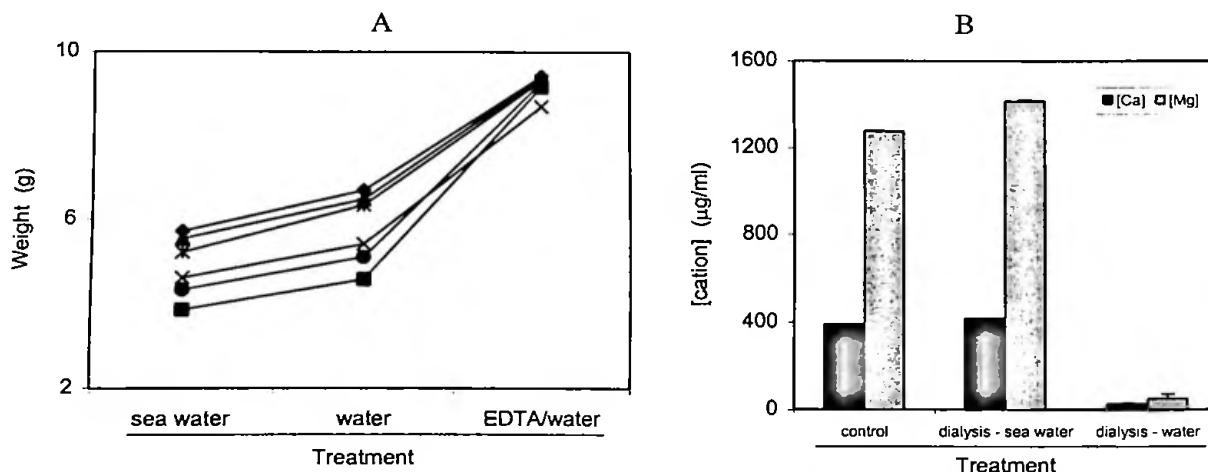 A
10
6
2
Weight (g)
sea water
water
EDTA/water
Treatment
B
1600
1200
800
400
0
[cation] (µg/ml)
[Ca] [Mg]
control
dialysis - sea water
dialysis - water
Treatment